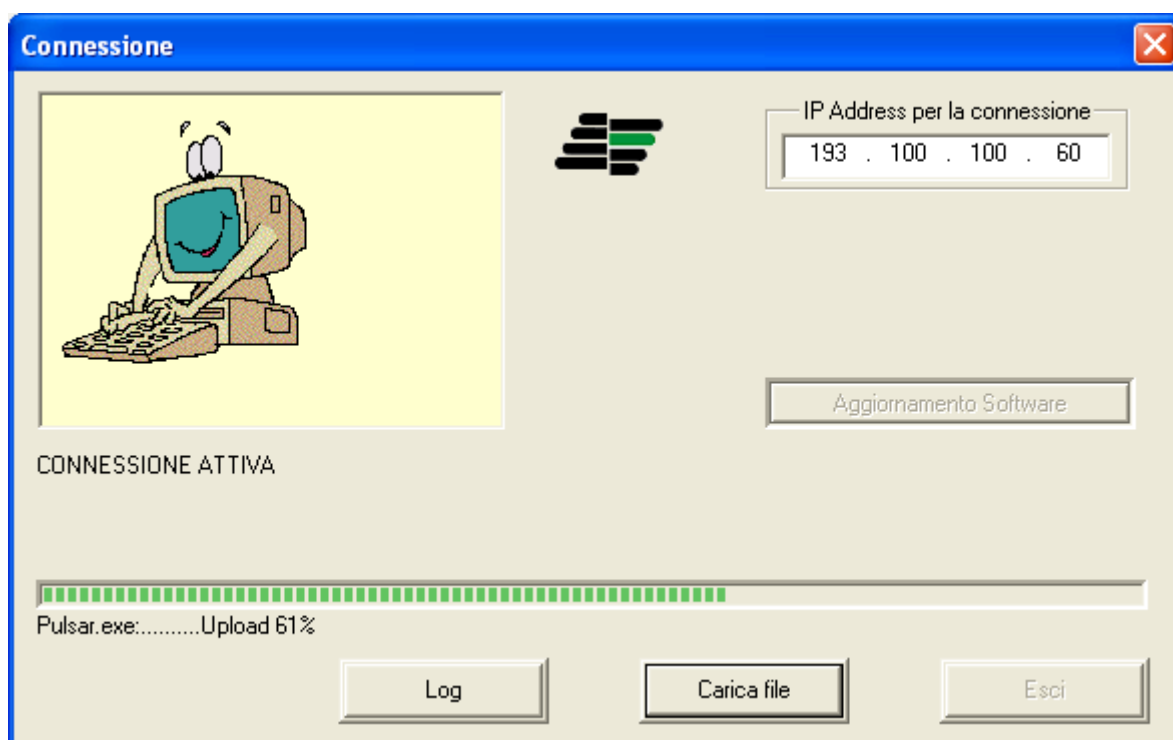 Connessione
IP Address per la connessione
193 . 100 . 100 . 60
Aggiornamento Software
CONNESSIONE ATTIVA
Pulsar.exe:..........Upload 61%
Log
Carica file
Esci